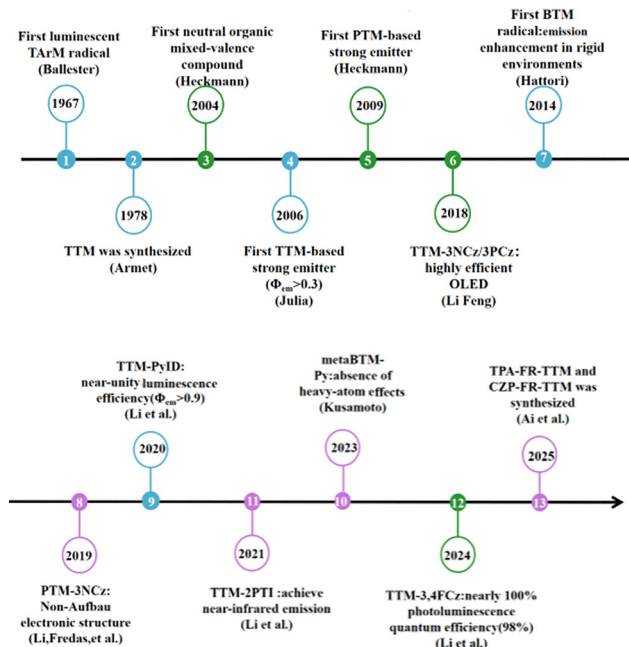 First luminescent
TArM radical
(Ballester)
1967
1
2
1978
TTM was synthesized
(Armet)
First neutral organic
mixed-valence
compound
(Heckmann)
2004
3
4
2006
First TTM-based
strong emitter
(Φem>0.3)
(Julia)
First PTM-based
strong emitter
(Heckmann)
2009
5
6
2018
TTM-3NCz/3PCz:
highly efficient
OLED
(Li Feng)
First BTM
radical:emission
enhancement in rigid
environments
(Hattori)
2014
7
8
2019
PTM-3NCz:
Non-Aufbau
electronic structure
(Li,Fredas,et al.)
TTM-PyID:
near-unity luminescence
efficiency(Φem>0.9)
(Li et al.)
2020
9
11
2021
TTM-2PTI :achieve
near-infrared emission
(Li et al.)
metaBTM-
Py:absence of
heavy-atom effects
(Kusamoto)
2023
10
12
2024
TTM-3,4FCz:nearly 100%
photoluminescence
quantum efficiency(98%)
(Li et al.)
TPA-FR-TTM and
CZP-FR-TTM was
synthesized
(Ai et al.)
2025
13